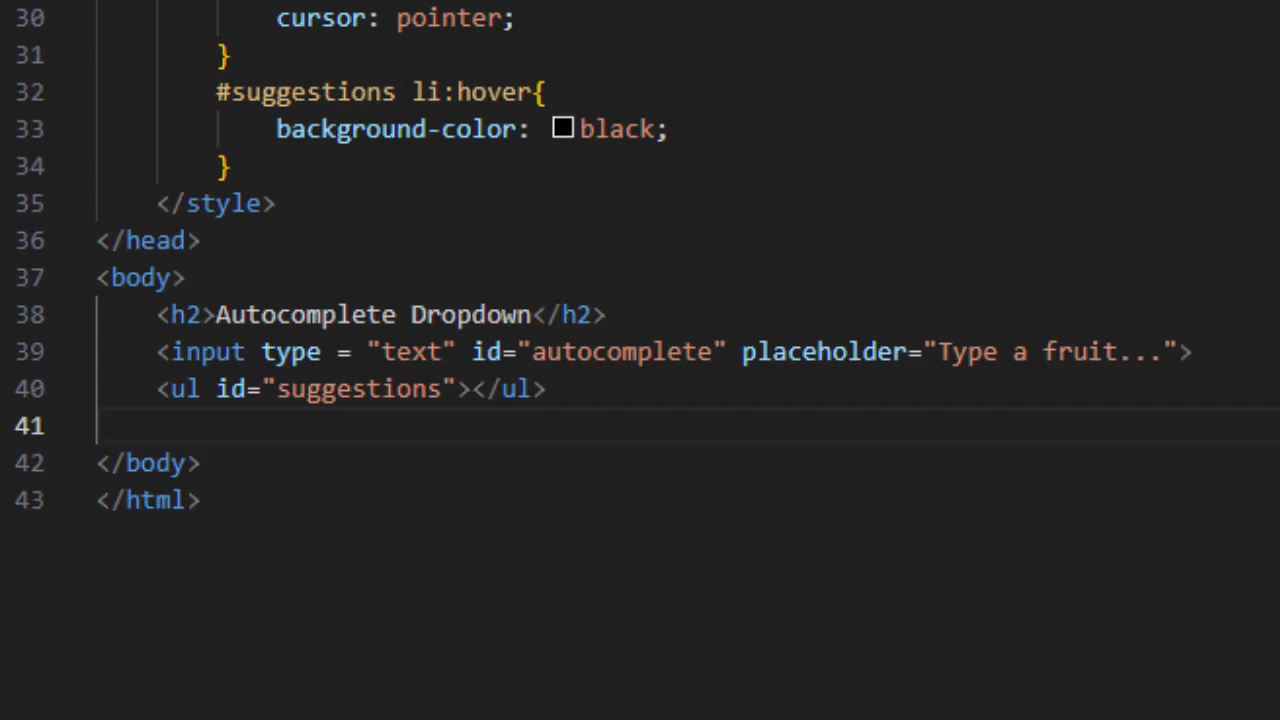 30 cursor: pointer;
31 }
32 #suggestions li:hover{
33 background-color: black;
34 }
35 </style>
36 </head>
37 <body>
38 <h2>Autocomplete Dropdown</h2>
39 <input type = "text" id="autocomplete" placeholder="Type a fruit...">
40 <ul id="suggestions"></ul>
41
42 </body>
43 </html>